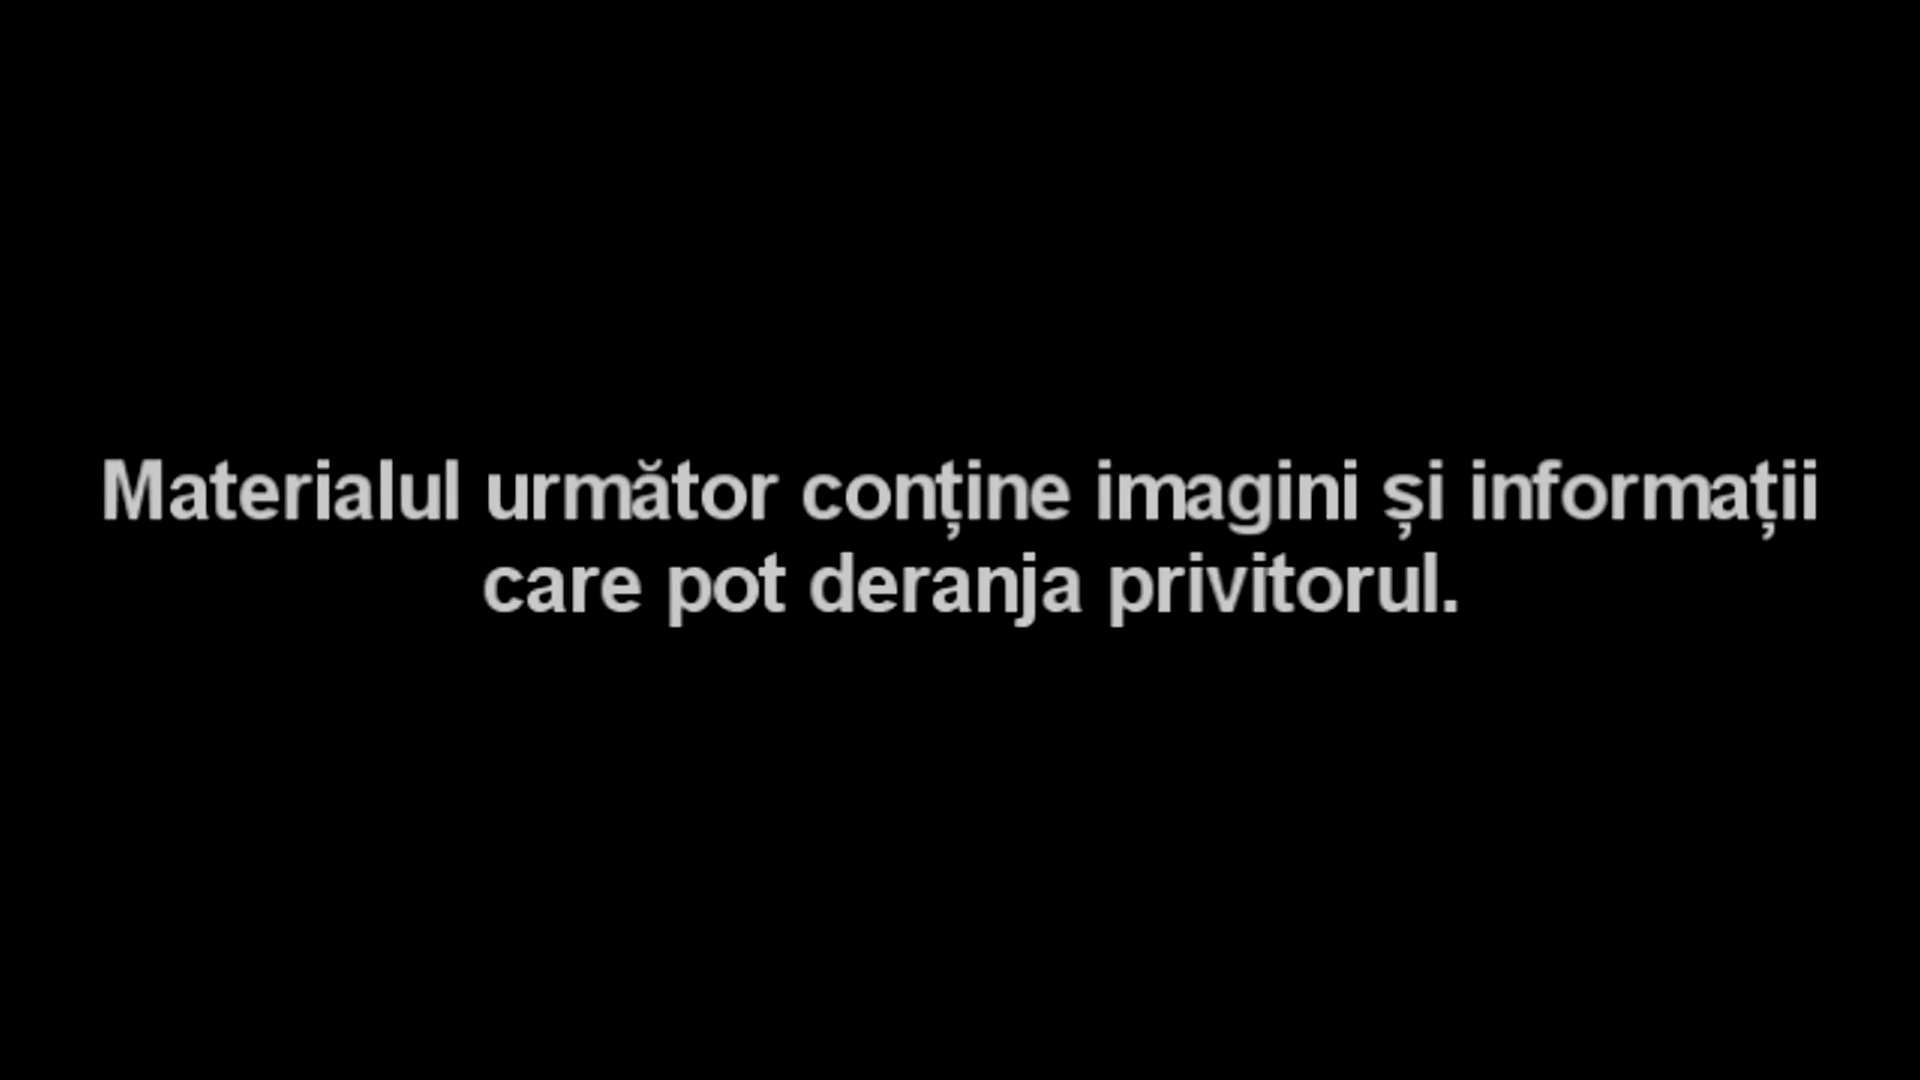 Materialul următor conține imagini și informații
care pot deranja privitorul.